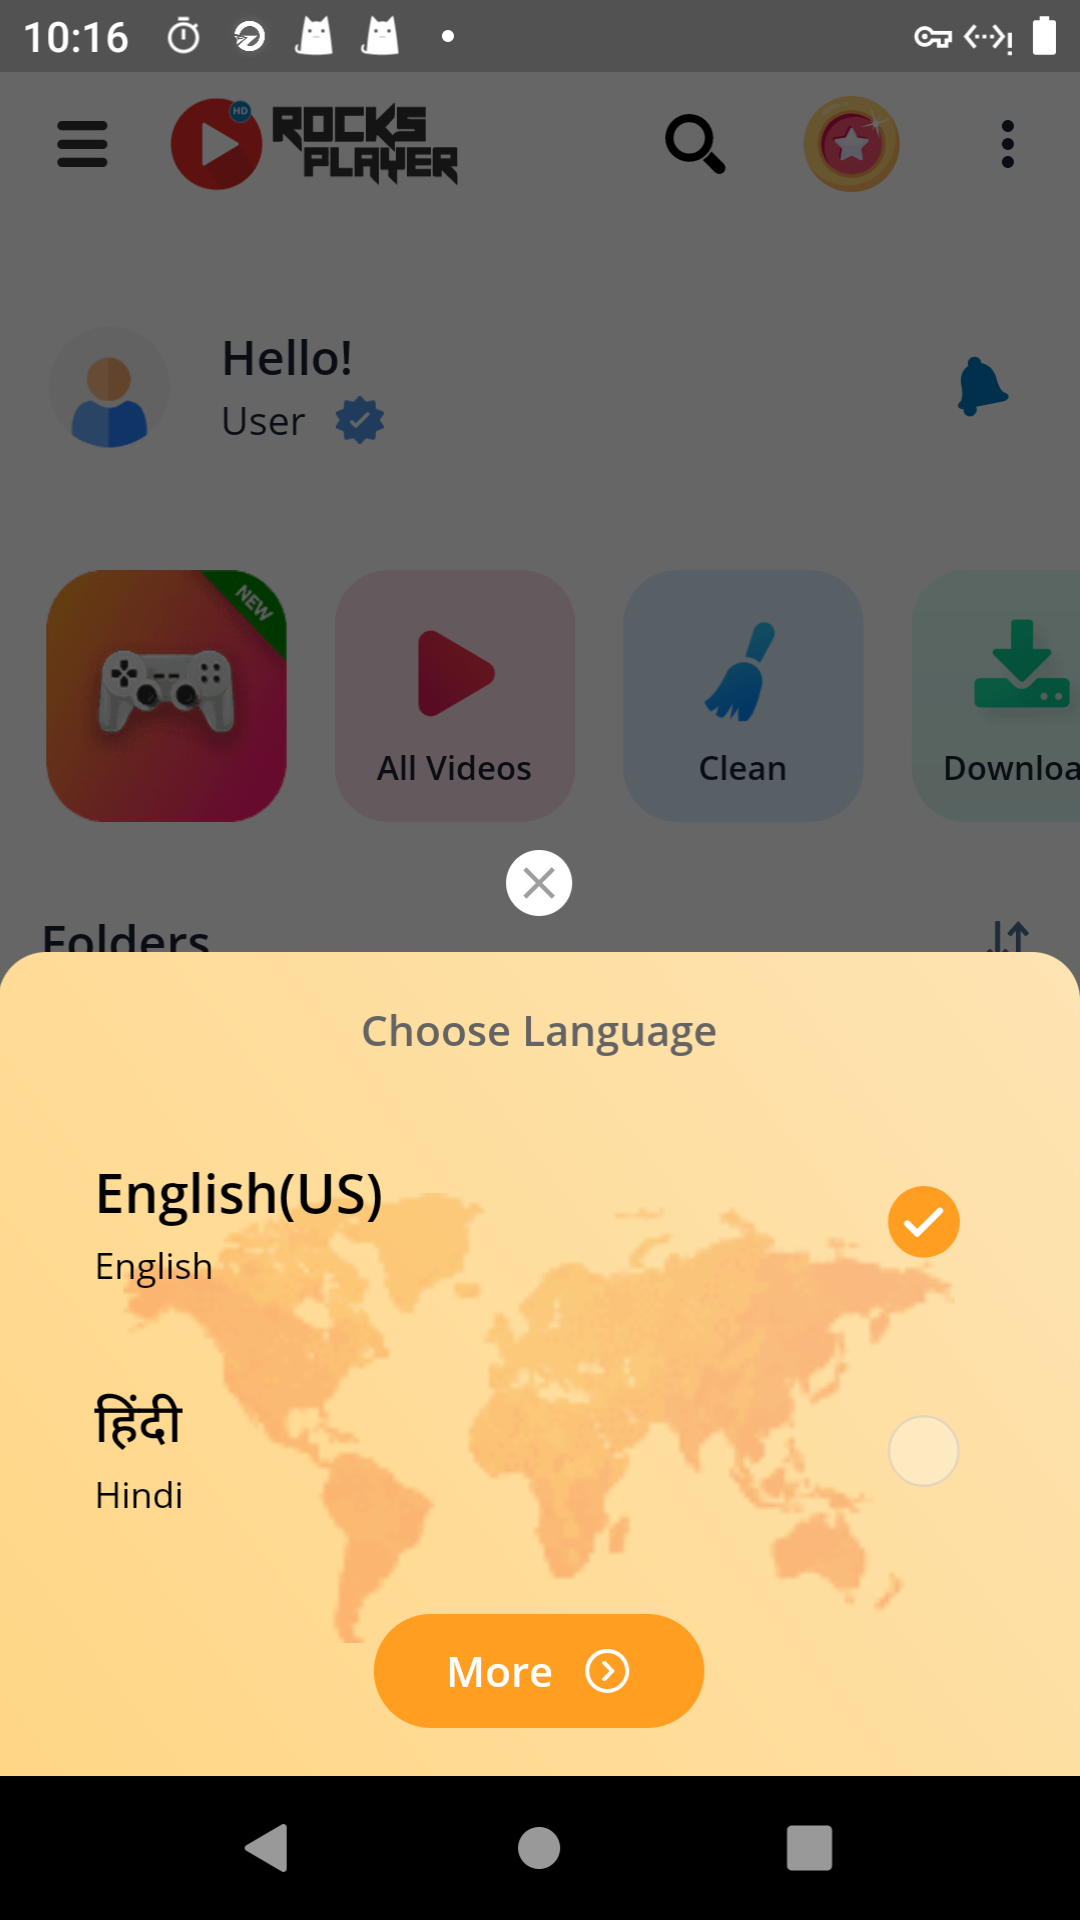 10:16
HD
ROCKS
PLAYER
Hello!
User
NEW
All Videos
Clean
Downloa
Folders
Choose Language
English(US)
English
हिंदी
Hindi
More